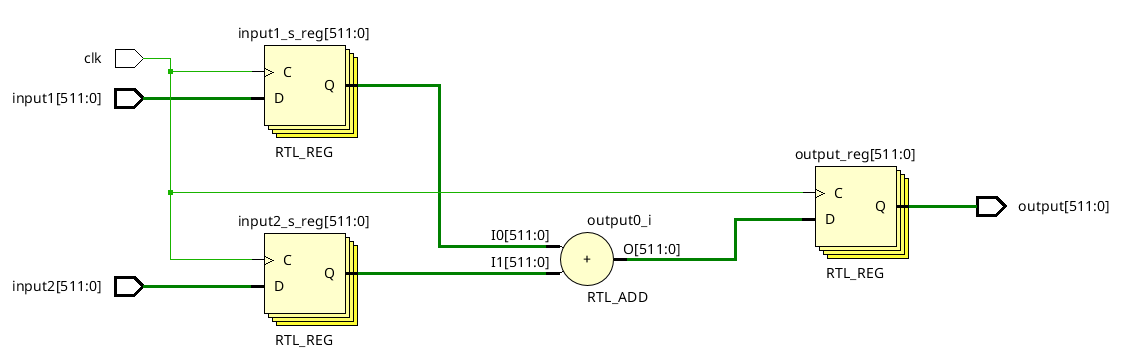 input1_s_reg[511:0]
clk
C
Q
input1[511:0]
D
RTL_REG
output_reg[511:0]
C
Q
output[511:0]
D
RTL_REG
input2_s_reg[511:0]
output0_i
I0[511:0]
O[511:0]
I1[511:0]
+
RTL_ADD
C
Q
input2[511:0]
D
RTL_REG